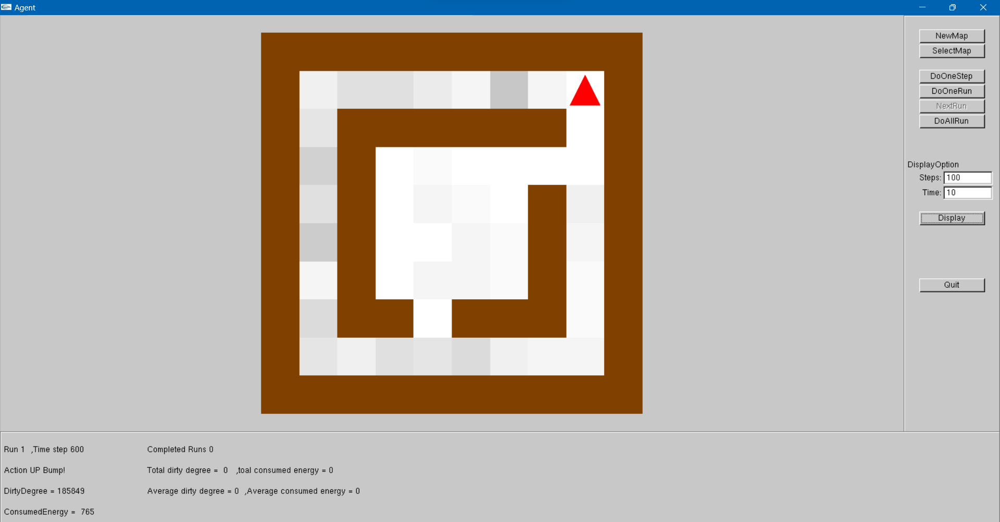 Agent
NewMap
SelectMap
DoOneStep
DoOneRun
NextRun
DoAllRun
DisplayOption
Steps: 100
Time: 10
Display
Quit
Run 1 ,Time step 600 Completed Runs 0
Action UP Bump! Total dirty degree = 0 ,toal consumed energy = 0
DirtyDegree = 185849 Average dirty degree = 0 ,Average consumed energy = 0
ConsumedEnergy = 765